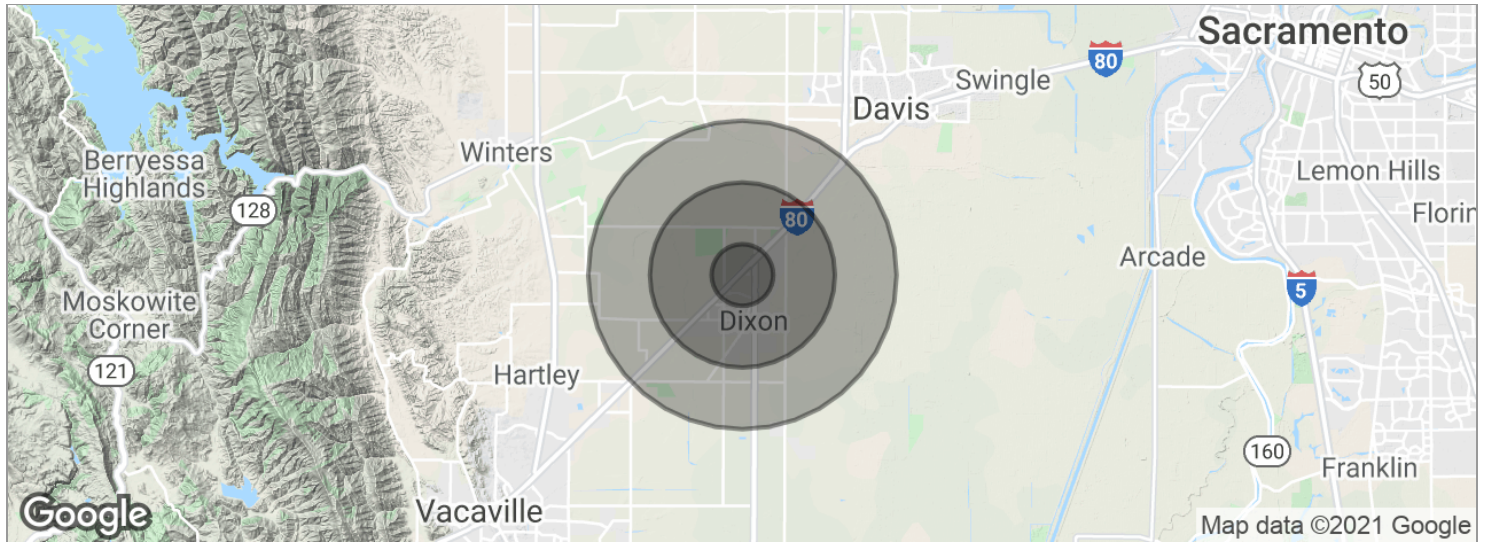 Sacramento
80
50
Swingle
Davis
Winters
Berryessa
Highlands
Lemon Hills
128
Florin
80
Arcade
Moskowite
Corner
5
Dixon
121
Hartley
160
Franklin
Vacaville
Google
Map data ©2021 Google